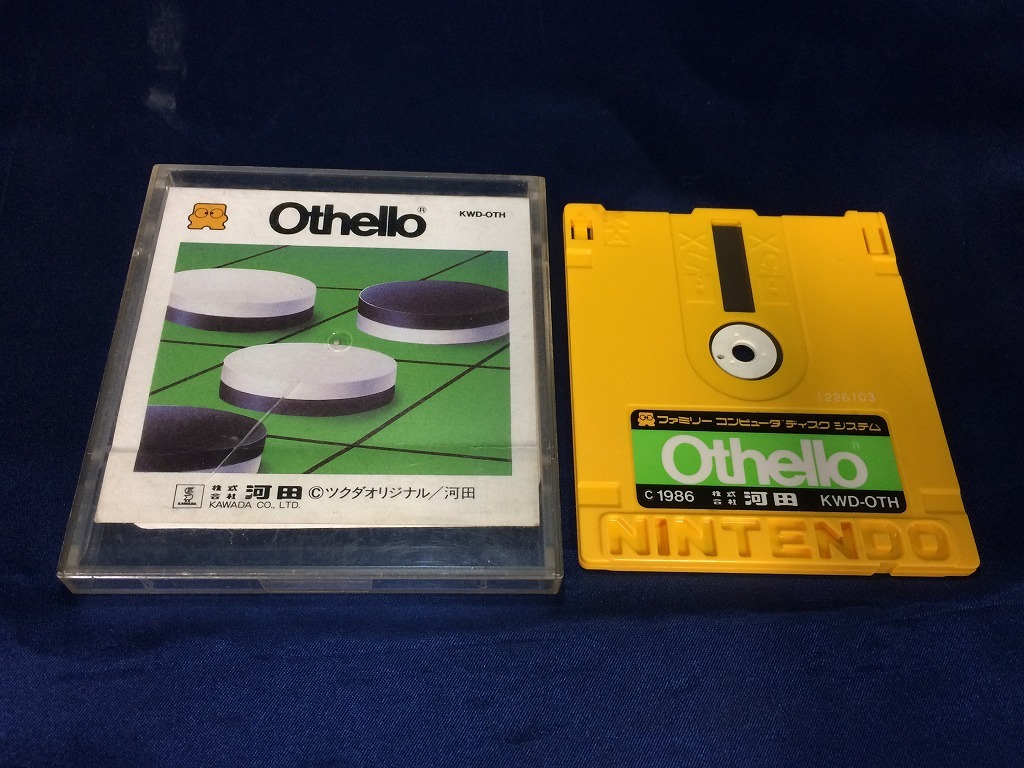 Othello®
KWD-OTH
株式会社 河田 ©ツクダオリジナル/河田
KAWADA CO., LTD.
1226103
ファミリー コンピュータ ディスク システム
Othello®
C 1986 株式会社 河田 KWD-OTH
NINTENDO